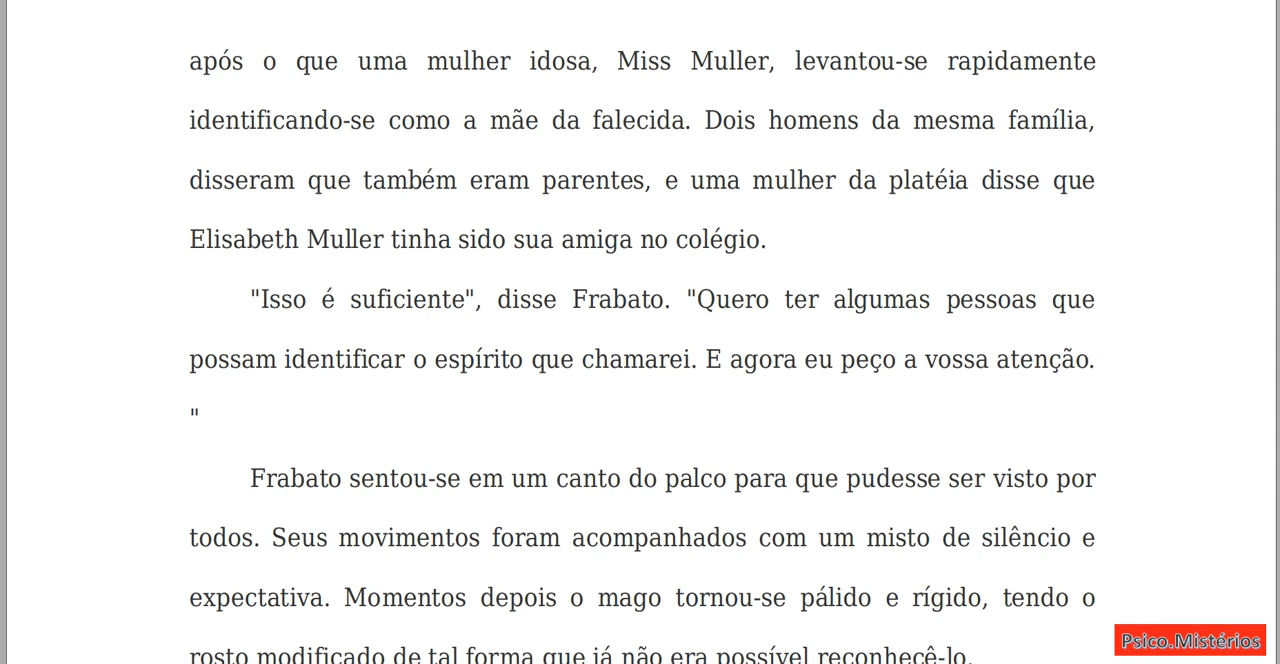 após o que uma mulher idosa, Miss Muller, levantou-se rapidamente
identificando-se como a mãe da falecida. Dois homens da mesma família,
disseram que também eram parentes, e uma mulher da platéia disse que
Elisabeth Muller tinha sido sua amiga no colégio.
"Isso é suficiente", disse Frabato. "Quero ter algumas pessoas que
possam identificar o espírito que chamarei. E agora eu peço a vossa atenção.
"
Frabato sentou-se em um canto do palco para que pudesse ser visto por
todos. Seus movimentos foram acompanhados com um misto de silêncio e
expectativa. Momentos depois o mago tornou-se pálido e rígido, tendo o
rosto modificado de tal forma que já não era possível reconhecê-lo.
Psico.Mistérios